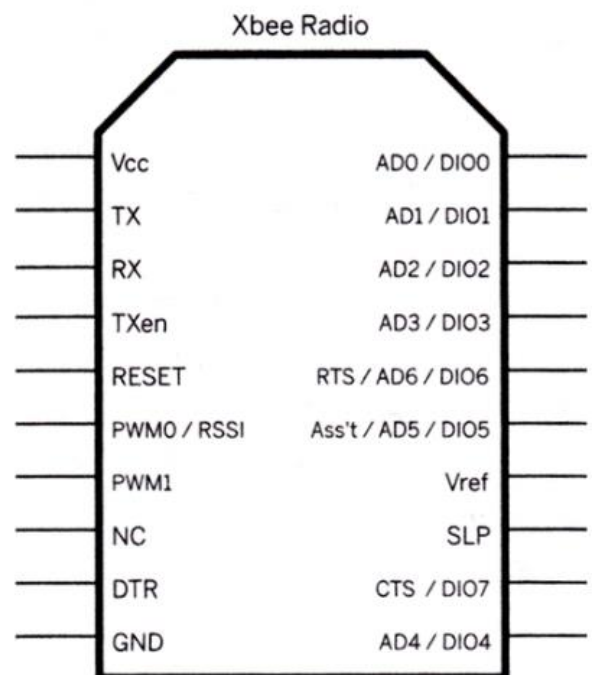 Xbee Radio
Vcc AD0 / DIO0
TX AD1 / DIO1
RX AD2 / DIO2
TXen AD3 / DIO3
RESET RTS / AD6 / DIO6
PWM0 / RSSI Ass't / AD5 / DIO5
PWM1 Vref
NC SLP
DTR CTS / DIO7
GND AD4 / DIO4